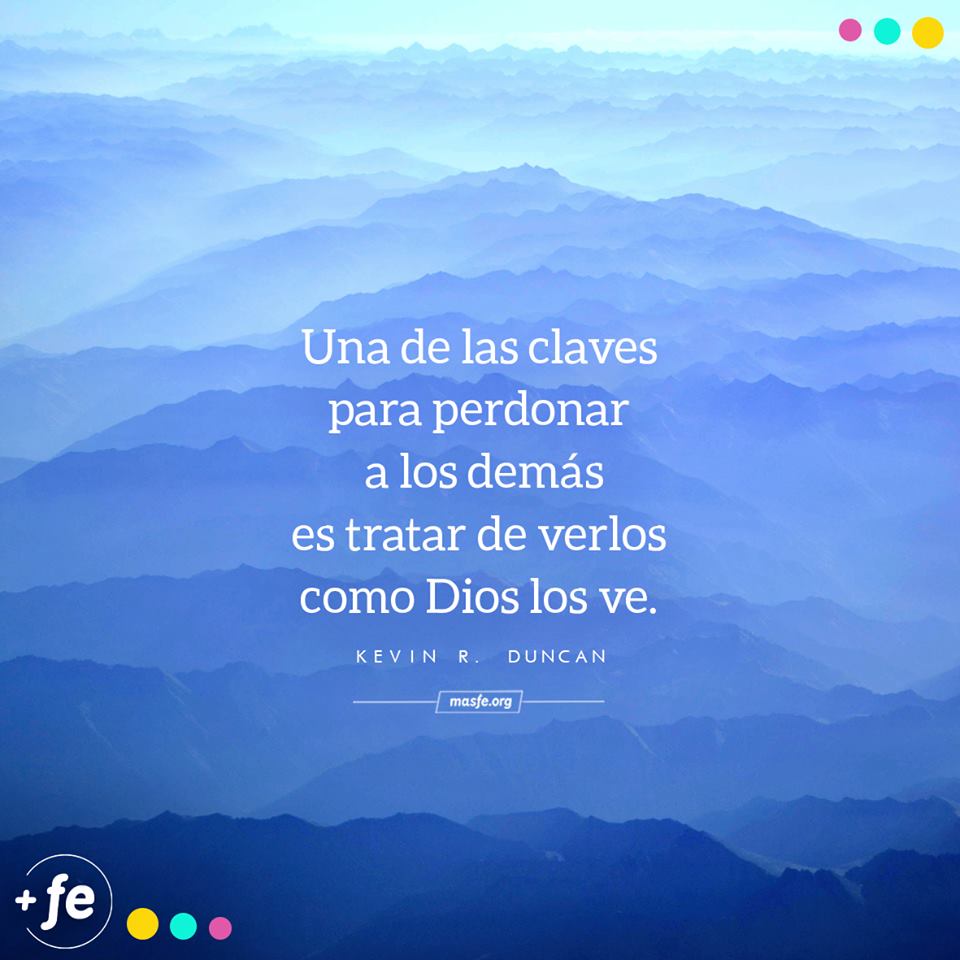 Una de las claves
para perdonar
a los demás
es tratar de verlos
como Dios los ve.
KEVIN R. DUNCAN
masfe.org
+fe